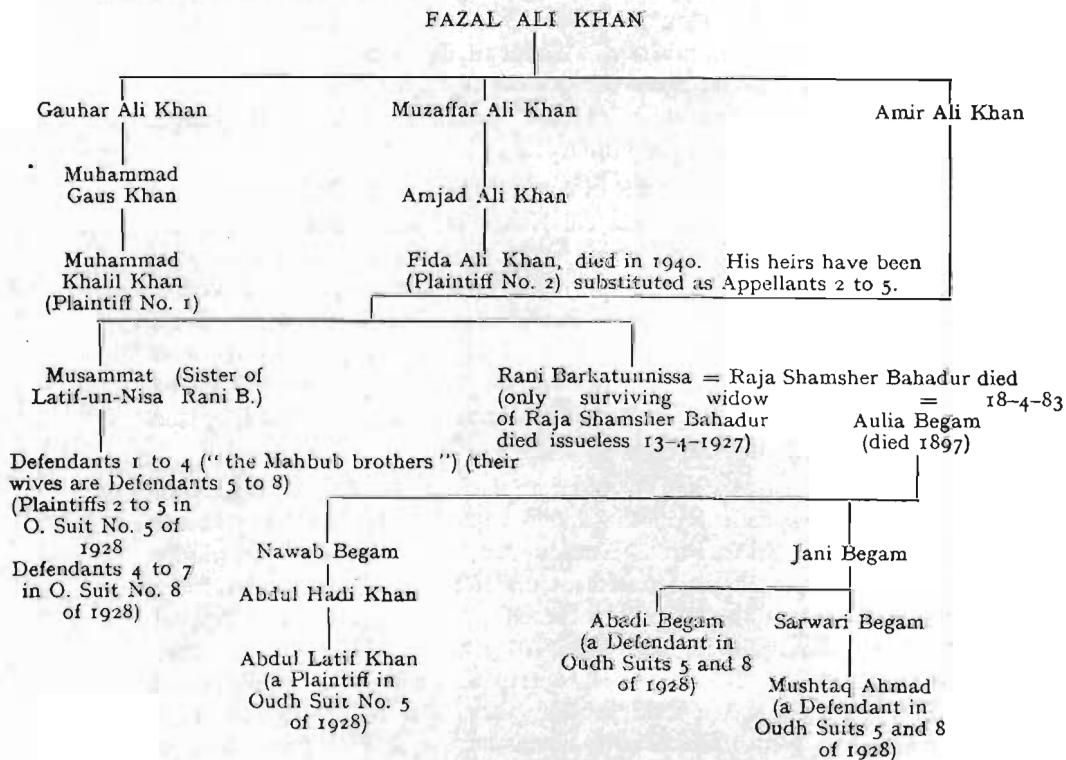 FAZAL ALI KHAN
Gauhar Ali Khan
Muzaffar Ali Khan
Amir Ali Khan
Muhammad
Gaus Khan
Amjad Ali Khan
Muhammad
Khalil Khan
(Plaintiff No. 1)
Fida Ali Khan, died in 1940. His heirs have been
(Plaintiff No. 2) substituted as Appellants 2 to 5.
Musammat (Sister of
Latif-un-Nisa Rani B.)
Rani Barkatunnissa = Raja Shamsher Bahadur died
(only surviving widow = 18-4-83
of Raja Shamsher Bahadur
died issueless 13-4-1927)
Aulia Begam
(died 1897)
Defendants 1 to 4 ("the Mahbub brothers") (their
wives are Defendants 5 to 8)
(Plaintiffs 2 to 5 in
O. Suit No. 5 of
1928
Defendants 4 to 7
in O. Suit No. 8
of 1928)
Nawab Begam
Jani Begam
Abdul Hadi Khan
Abdul Latif Khan
(a Plaintiff in
Oudh Suit No. 5
of 1928)
Abadi Begam
(a Defendant in
Oudh Suits 5 and 8
of 1928)
Sarwari Begam
Mushtaq Ahmad
(a Defendant in
Oudh Suits 5 and 8
of 1928)